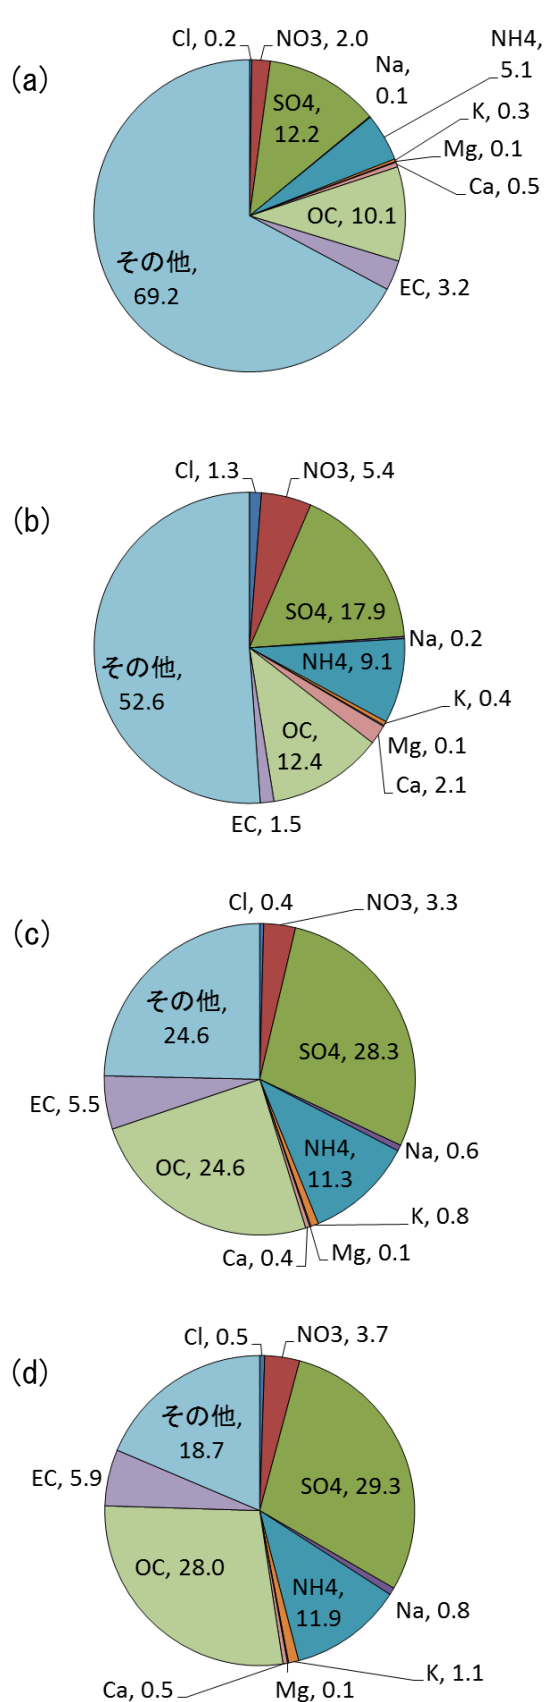 (a)
Cl, 0.2
NO3, 2.0
SO4,
12.2
Na,
0.1
NH4,
5.1
K, 0.3
Mg, 0.1
Ca, 0.5
OC, 10.1
EC, 3.2
その他,
69.2
(b)
Cl, 1.3
NO3, 5.4
SO4, 17.9
Na, 0.2
NH4, 9.1
K, 0.4
Mg, 0.1
Ca, 2.1
OC,
12.4
EC, 1.5
その他,
52.6
(c)
Cl, 0.4
NO3, 3.3
SO4, 28.3
Na, 0.6
NH4,
11.3
K, 0.8
Mg, 0.1
Ca, 0.4
OC, 24.6
EC, 5.5
その他,
24.6
(d)
Cl, 0.5
NO3, 3.7
SO4, 29.3
Na, 0.8
NH4,
11.9
K, 1.1
Mg, 0.1
Ca, 0.5
OC, 28.0
EC, 5.9
その他,
18.7